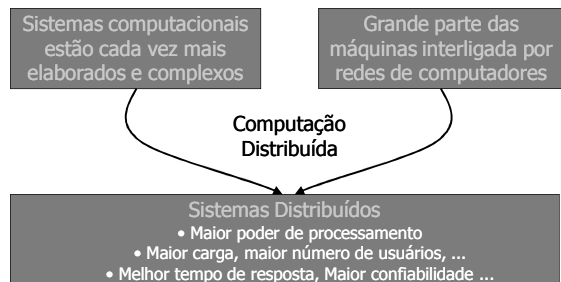 Sistemas computacionais
estão cada vez mais
elaborados e complexos
Grande parte das
máquinas interligada por
redes de computadores
Computação
Distribuída
Sistemas Distribuídos
• Maior poder de processamento
• Maior carga, maior número de usuários, ...
• Melhor tempo de resposta, Maior confiabilidade ...